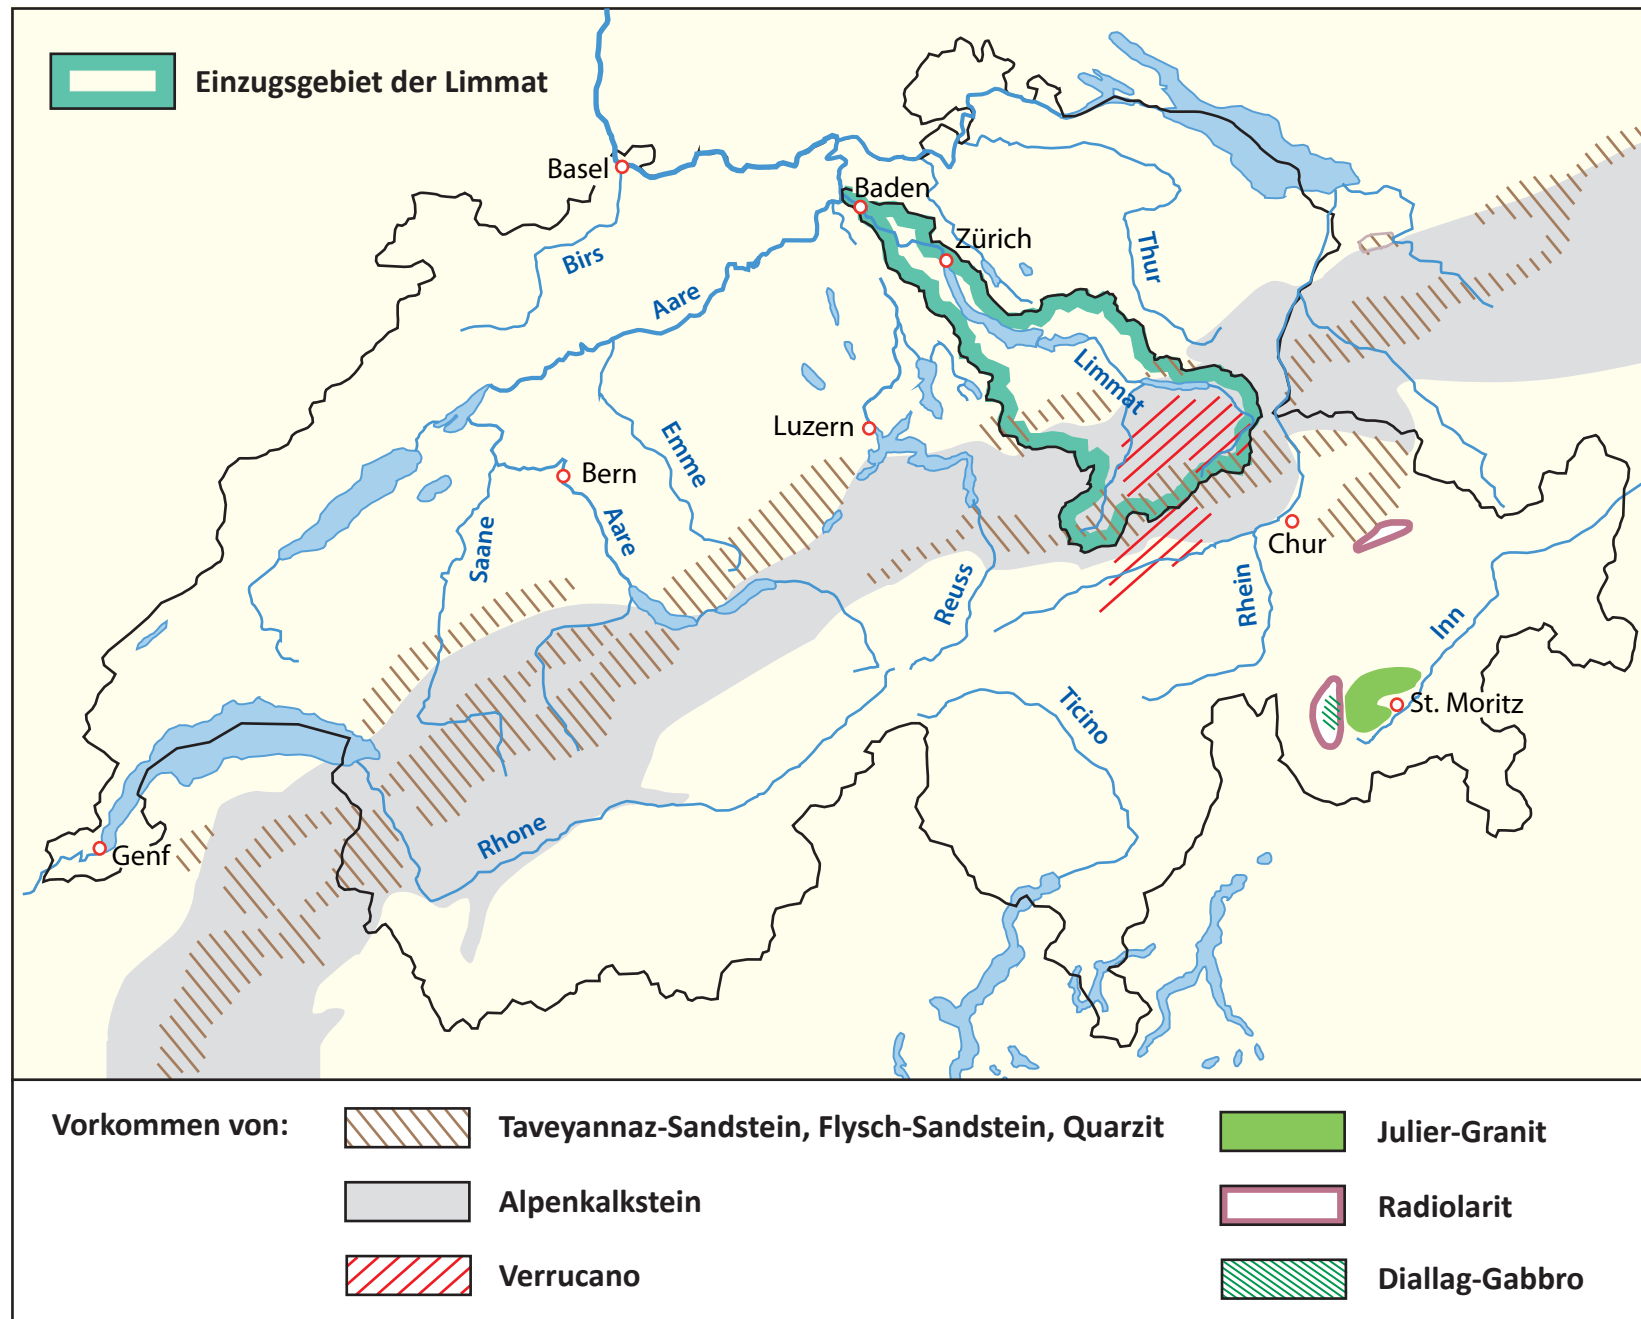 Einzugsgebiet der Limmat
Basel
Baden
Zürich
Birs
Thur
Aare
Limmat
Luzern
Emme
Bern
Aare
Saane
Chur
Reuss
Rhein
Inn
Ticino
St. Moritz
Rhone
Genf
Vorkommen von:
Taveyannaz-Sandstein, Flysch-Sandstein, Quarzit
Alpenkalkstein
Verrucano
Julier-Granit
Radiolarit
Diallag-Gabbro